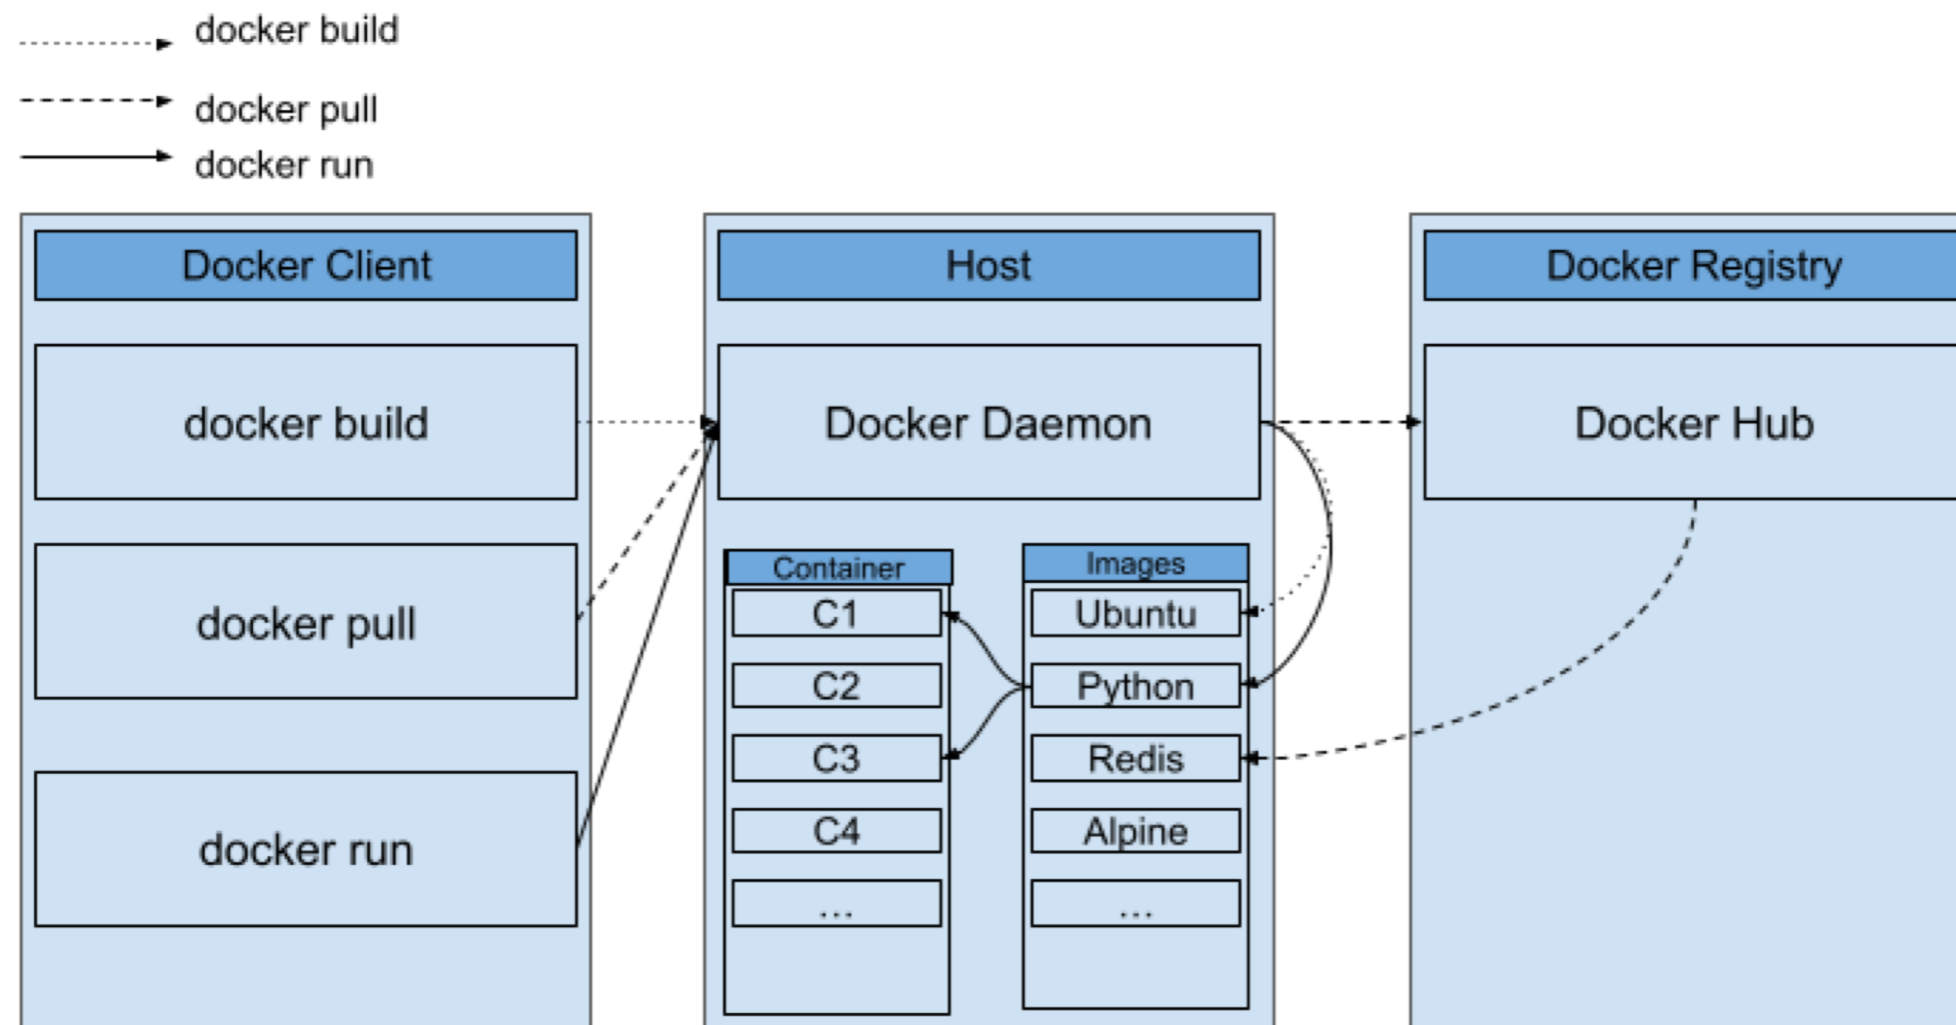 docker build
docker pull
docker run
Docker Client
docker build
docker pull
docker run
Host
Docker Daemon
Container
C1
C2
C3
C4
...
Images
Ubuntu
Python
Redis
Alpine
...
Docker Registry
Docker Hub